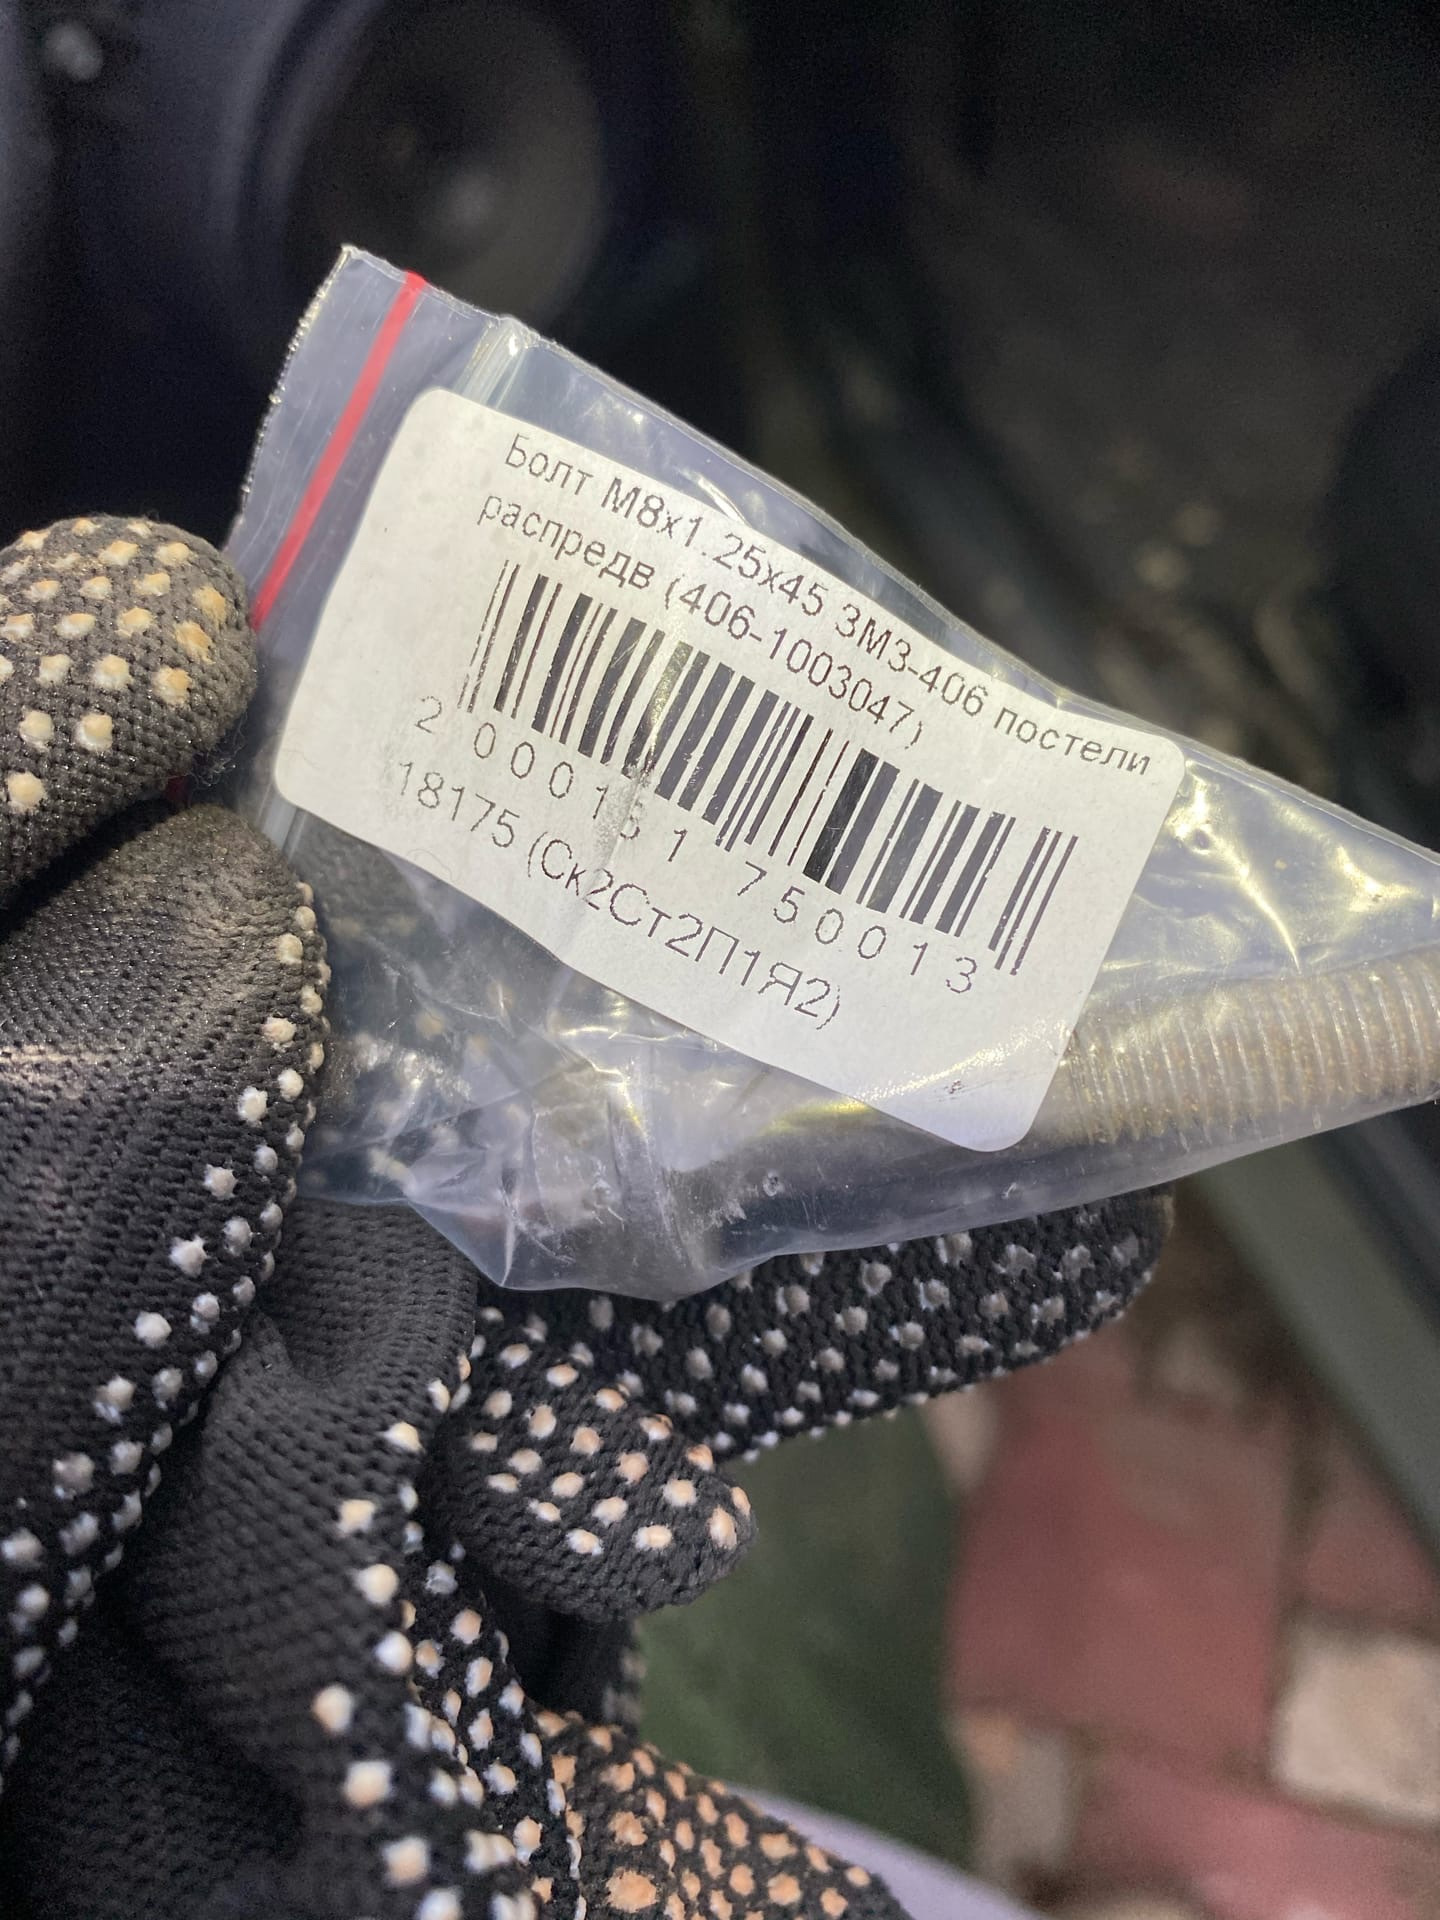 Болт М8х1.25х45 ЗМЗ-406 постели
распредв (406-1003047)
2 000151 750013
18175 (Ск2Ст2П1Я2)